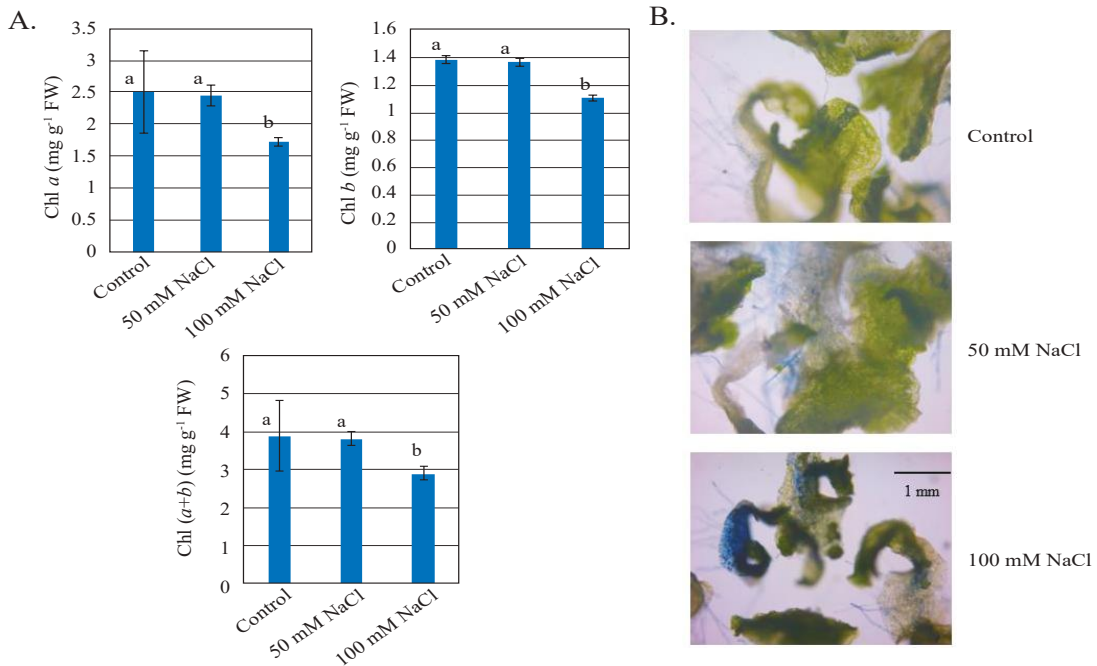 A.
Chl a (mg g⁻¹ FW)
3.5
3
2.5
2
1.5
1
0.5
0
a
a
b
Control
50 mM NaCl
100 mM NaCl
Chl b (mg g⁻¹ FW)
1.6
1.4
1.2
1
0.8
0.6
0.4
0.2
0
a
a
b
Control
50 mM NaCl
100 mM NaCl
Chl (a+b) (mg g⁻¹ FW)
6
5
4
3
2
1
0
a
a
b
Control
50 mM NaCl
100 mM NaCl
B.
Control
50 mM NaCl
1 mm
100 mM NaCl